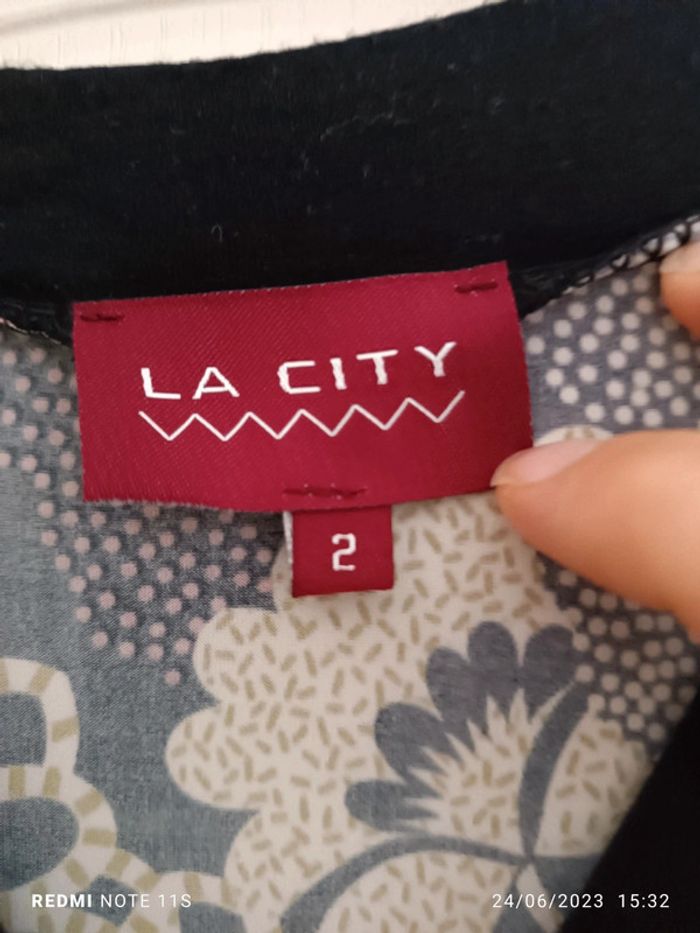 LA CITY
2
REDMI NOTE 11S
24/06/2023 15:32